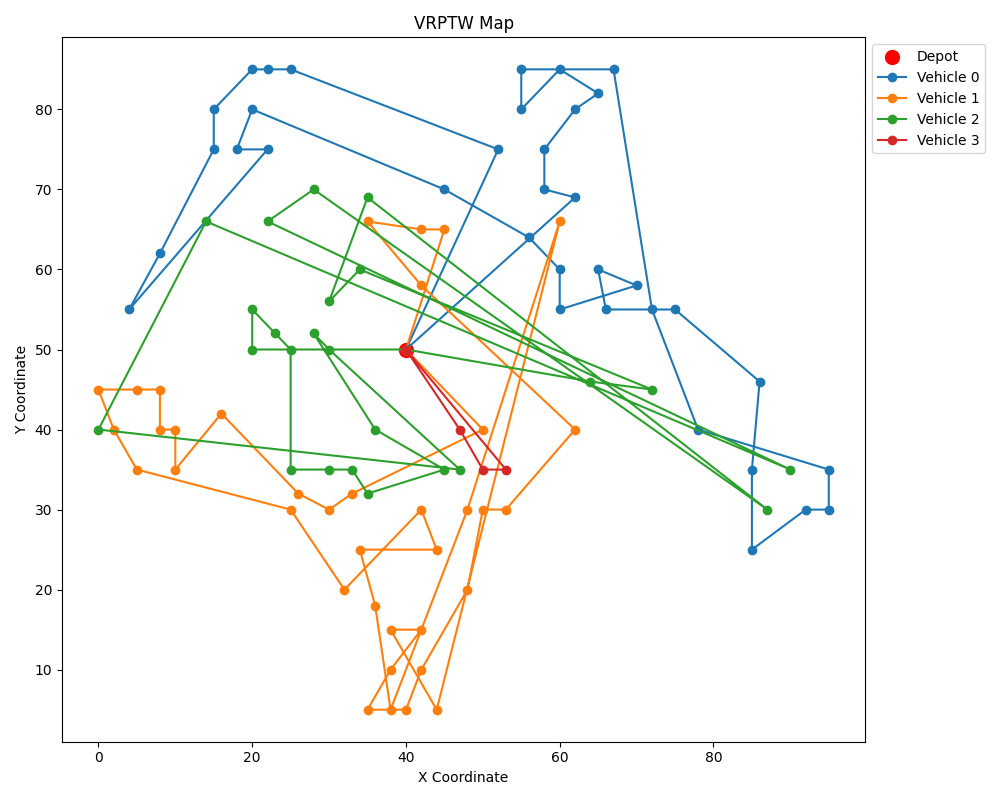 VRPTW Map
Depot
Vehicle 0
Vehicle 1
Vehicle 2
Vehicle 3
Y Coordinate
80
70
60
50
40
30
20
10
0 20 40 60 80
X Coordinate